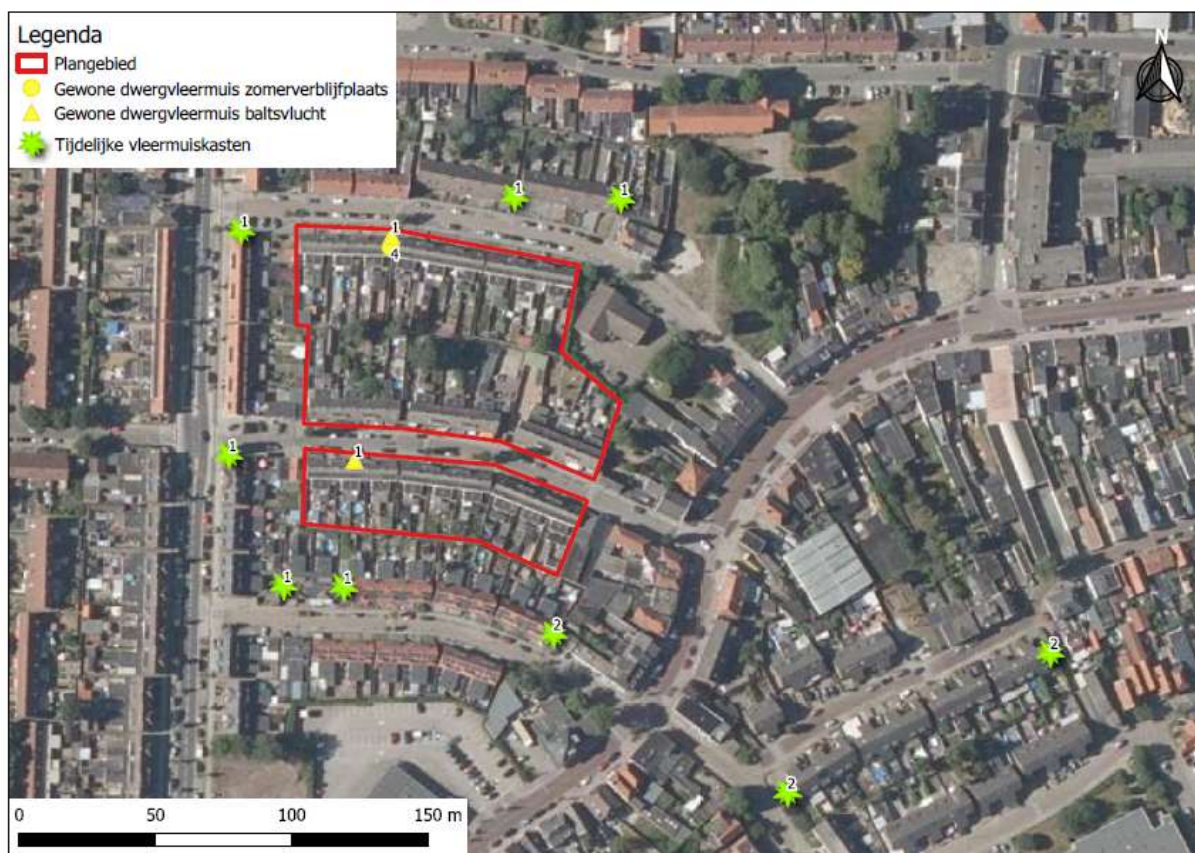 Legenda
Plangebied
Gewone dwergvleermuis zomerverblijfplaats
Gewone dwergvleermuis baltsvlucht
Tijdelijke vleermuiskasten
N
1
1
1
1
4
1
1
1
1
2
2
2
0 50 100 150 m